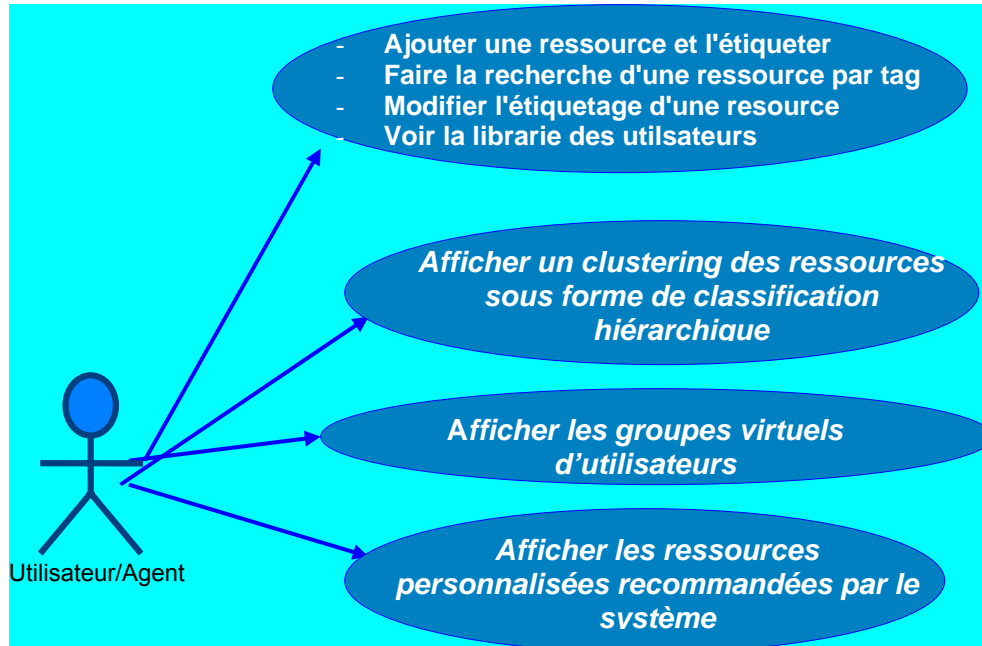 - Ajouter une ressource et l'étiqueter
- Faire la recherche d'une ressource par tag
- Modifier l'étiquetage d'une resource
- Voir la librarie des utilsateurs
Afficher un clustering des ressources
sous forme de classification
hiérarchique
Afficher les groupes virtuels
d’utilisateurs
Afficher les ressources
personnalisées recommandées par le
système
Utilisateur/Agent